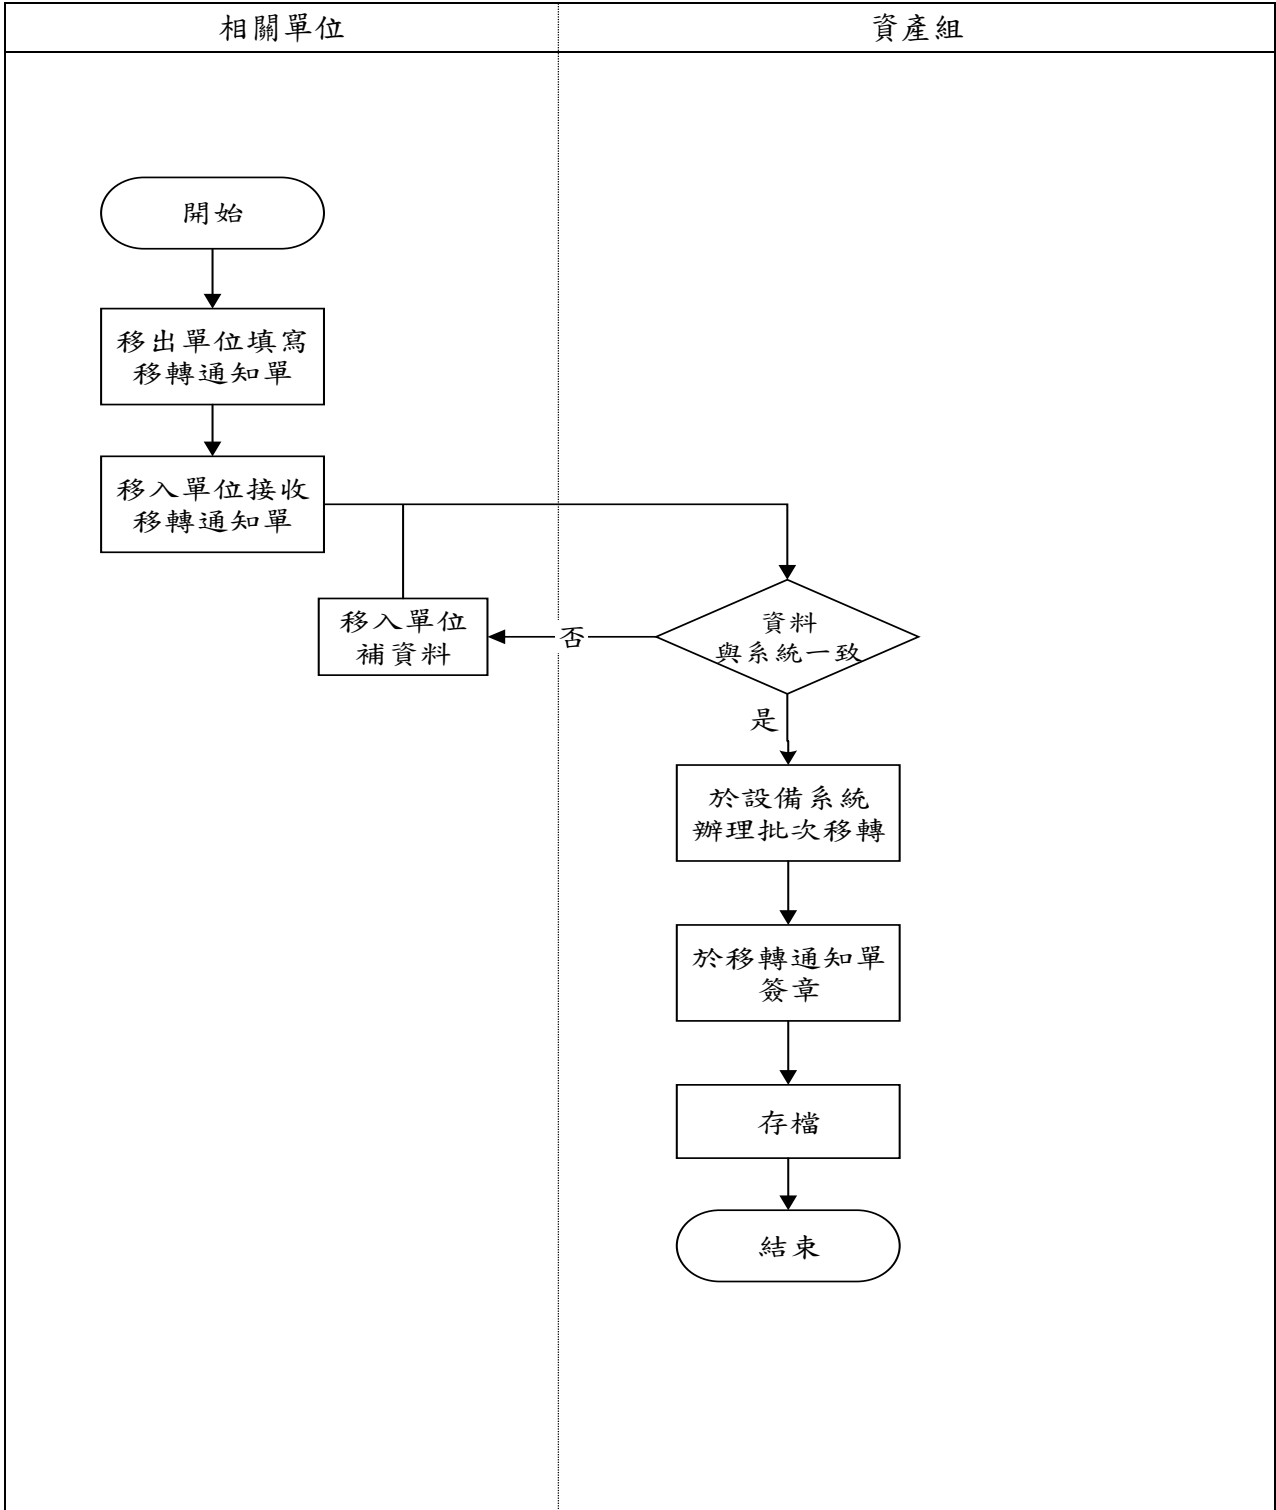 相關單位
資產組
開始
移出單位填寫
移轉通知單
移入單位接收
移轉通知單
移入單位
補資料
否
資料
與系統一致
是
於設備系統
辦理批次移轉
於移轉通知單
簽章
存檔
結束